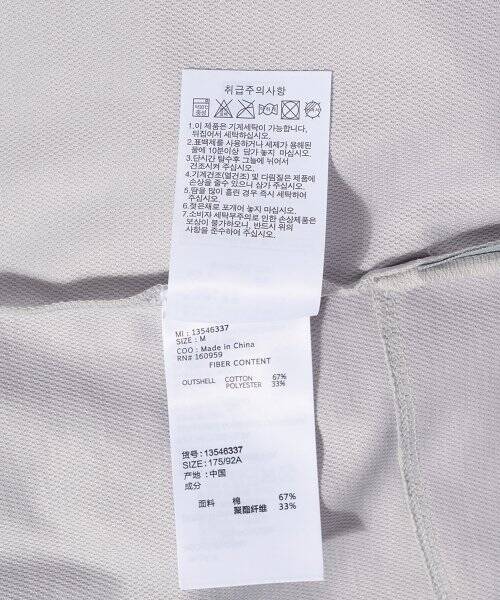 취급주의사항
1.이 제품은 기계세탁이 가능합니다,
뒤집어서 세탁하십시오.
2.표백제를 사용하거나 세제가 용해된
물에 10분이상 담가 놓지 마십시오.
3.단시간 탈수후 그늘에 뉘어서
건조시켜 주십시오.
4.기계건조(열건조) 및 다림질은 제품에
손상을 줄수 있으니 삼가 주십시오.
5.땀을 많이 흘린 경우 즉시 세탁하여
주십시오.
6.젖은채로 포개어 놓지 마십시오.
7.소비자 세탁부주의로 인한 손상제품은
보상이 불가하오니, 반드시 위의
사항을 준수하여 주십시오.
MI : 13546337
SIZE : M
COO : Made in China
RN# 160959
FIBER CONTENT
OUTSHELL COTTON 67%
POLYESTER 33%
货号:13546337
SIZE:175/92A
产地:中国
成分
面料 棉 67%
聚酯纤维 33%